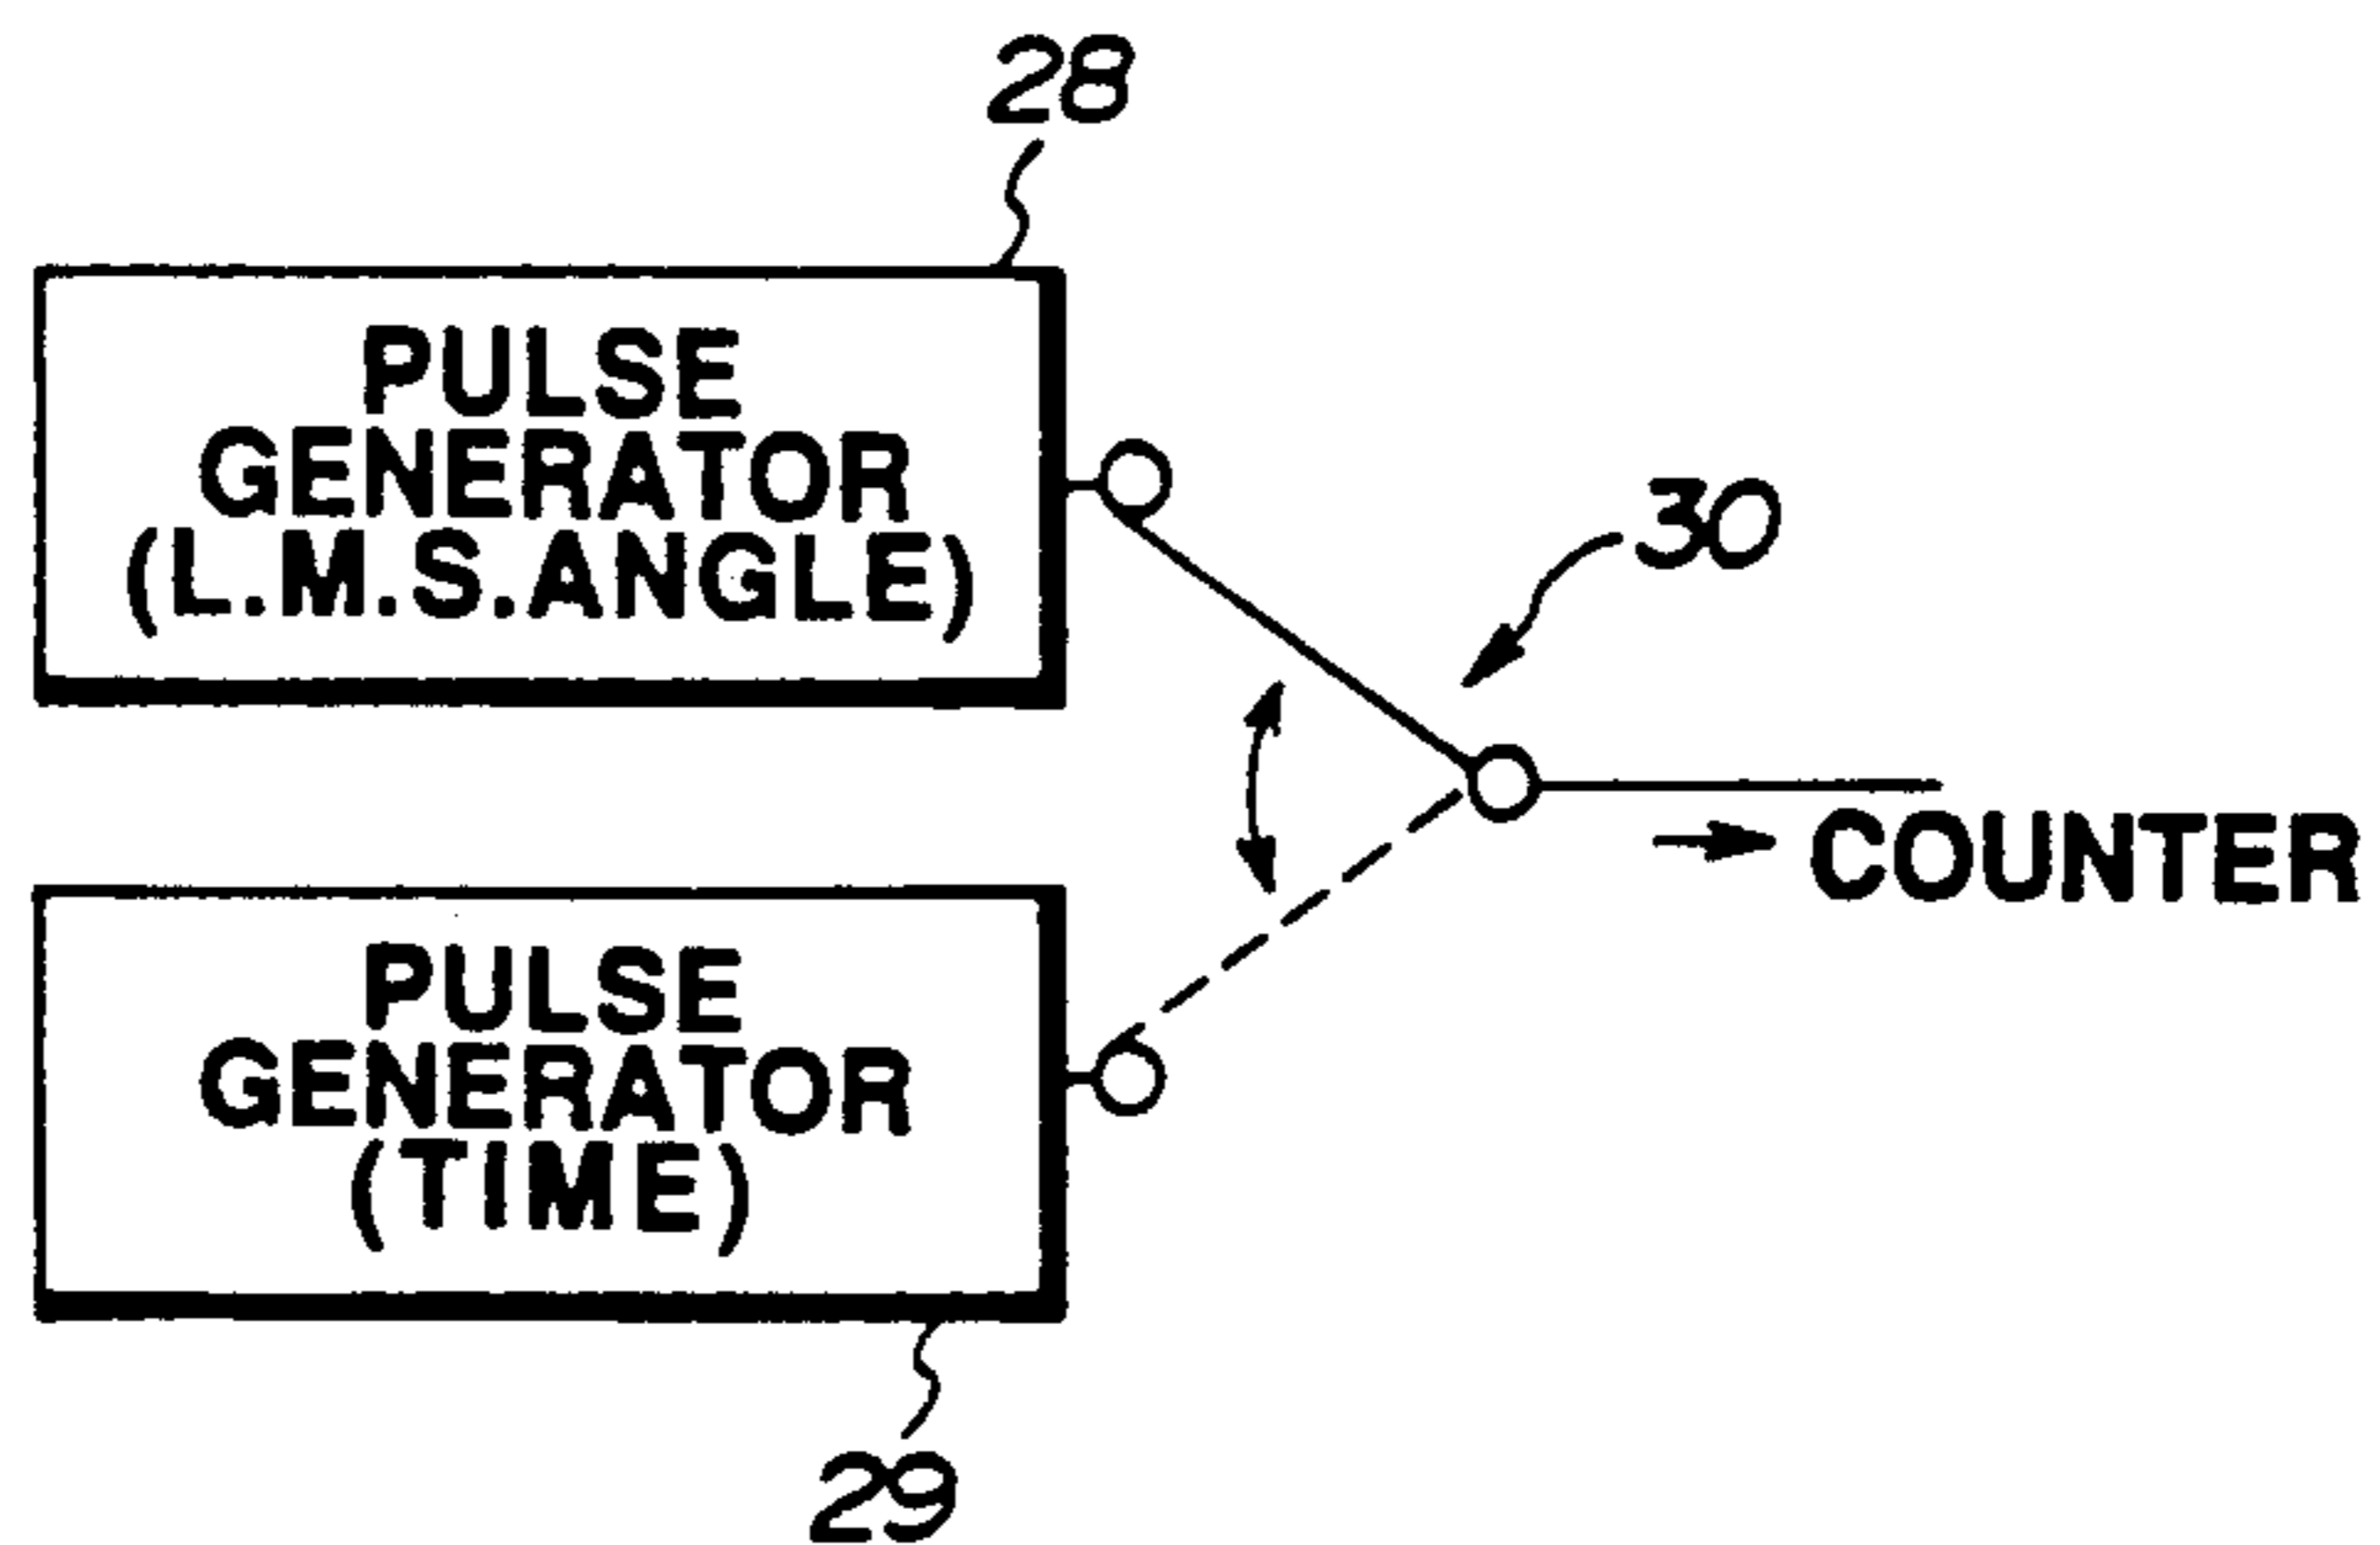 28
PULSE
GENERATOR
(L.M.S.ANGLE)
30
COUNTER
PULSE
GENERATOR
(TIME)
29